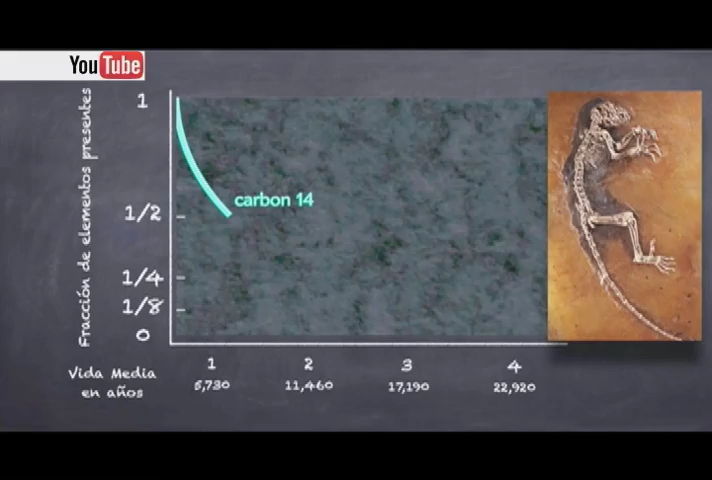 YouTube
Fracción de elementos presentes
1
carbon 14
1/2
1/4
1/8
0
Vida Media
en años
1 2 3 4
5,730 11,460 17,190 22,920